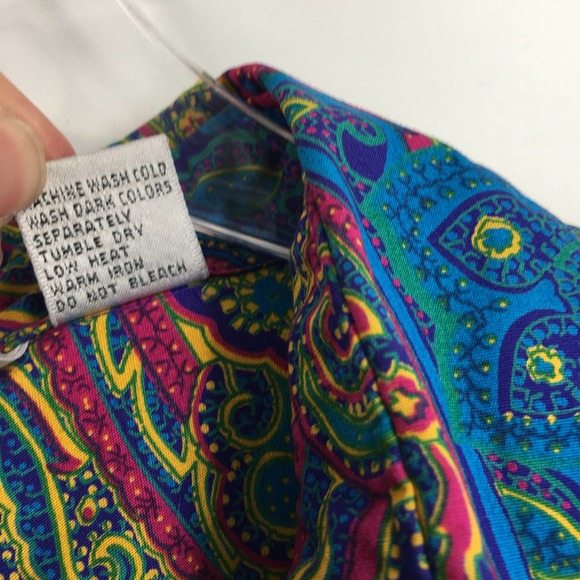 MACHINE WASH COLD
WASH DARK COLORS
SEPARATELY
TUMBLE DRY
LOW HEAT
WARM IRON
DO NOT BLEACH